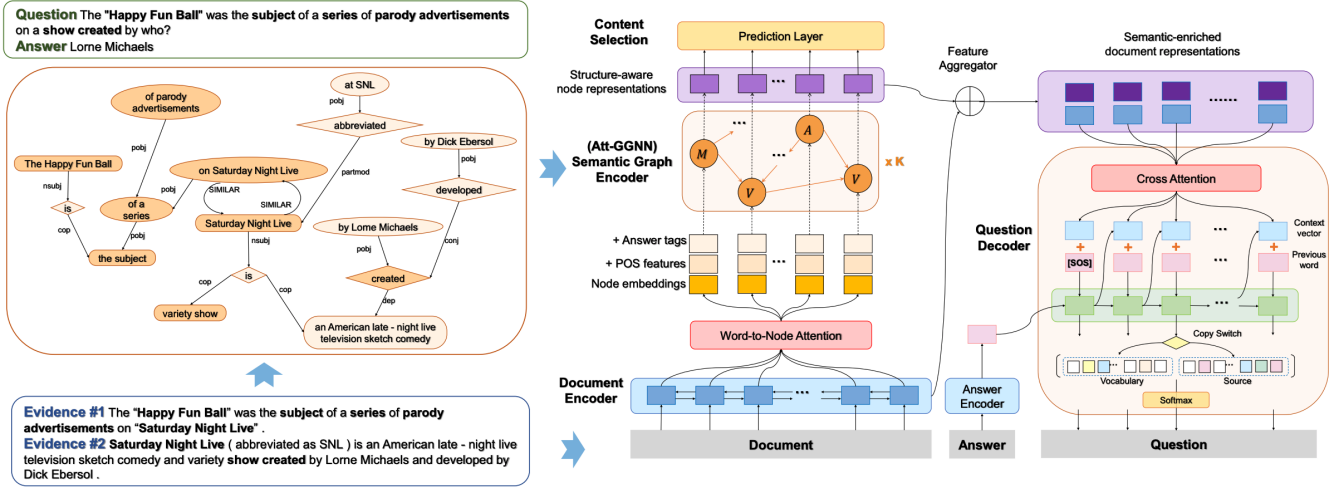 Question The "Happy Fun Ball" was the subject of a series of parody advertisements
on a show created by who?
Answer Lorne Michaels
at SNL
of parody
advertisements
pobj
abbreviated
by Dick Ebersol
pobj
pobj
The Happy Fun Ball
on Saturday Night Live
partmod
developed
nsubj
pobj
SIMILAR
is
of a
series
SIMILAR
Saturday Night Live
by Lorne Michaels
cop
pobj
nsubj
pobj
conj
the subject
is
created
cop
cop
dep
variety show
an American late - night live
television sketch comedy
Evidence #1 The "Happy Fun Ball" was the subject of a series of parody
advertisements on "Saturday Night Live" .
Evidence #2 Saturday Night Live ( abbreviated as SNL ) is an American late - night live
television sketch comedy and variety show created by Lorne Michaels and developed by
Dick Ebersol .
Content
Selection
Prediction Layer
Structure-aware
node representations
...
(Att-GGNN)
Semantic Graph
Encoder
...
M
A
...
V
V
x K
+ Answer tags
+ POS features
...
Node embeddings
Word-to-Node Attention
Document
Encoder
...
Document
Feature
Aggregator
Answer
Encoder
Answer
Semantic-enriched
document representations
......
Cross Attention
Question
Decoder
Context
vector
+ + + +
...
Previous
word
[SOS]
...
Copy Switch
...
...
Vocabulary
Source
Softmax
Question